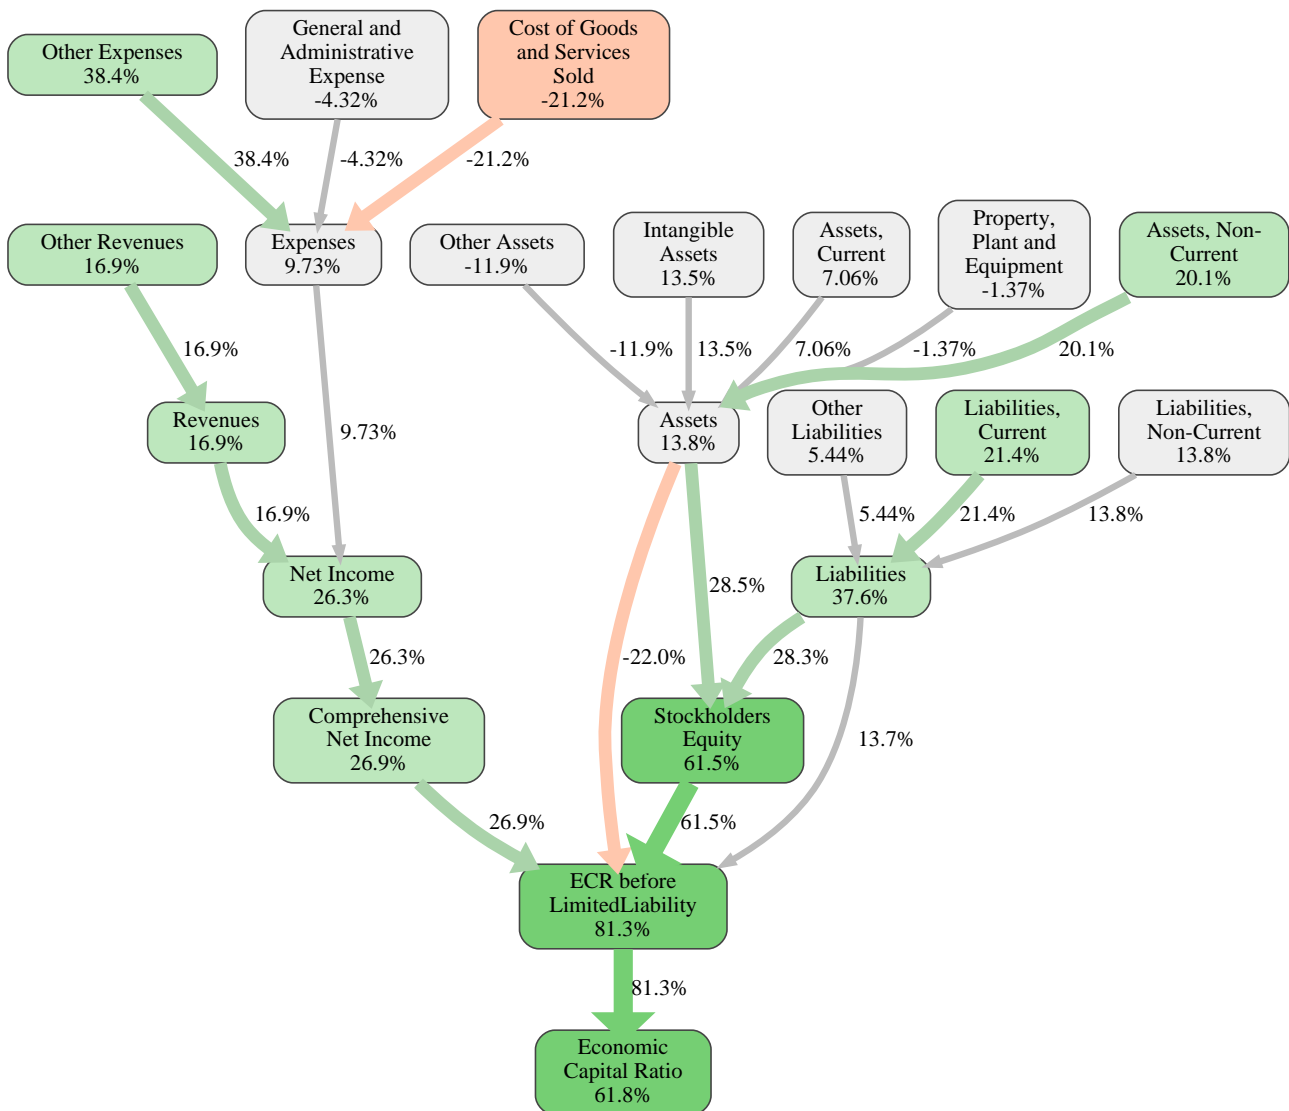 Other Expenses
38.4%
General and
Administrative
Expense
-4.32%
Cost of Goods
and Services
Sold
-21.2%
38.4%
-4.32%
-21.2%
Other Revenues
16.9%
Expenses
9.73%
Other Assets
-11.9%
Intangible
Assets
13.5%
Assets,
Current
7.06%
Property,
Plant and
Equipment
-1.37%
Assets, Non-
Current
20.1%
16.9%
-11.9%
13.5%
7.06%
-1.37%
20.1%
Revenues
16.9%
9.73%
Assets
13.8%
Other
Liabilities
5.44%
Liabilities,
Current
21.4%
Liabilities,
Non-Current
13.8%
16.9%
5.44%
21.4%
13.8%
Net Income
26.3%
28.5%
Liabilities
37.6%
26.3%
-22.0%
28.3%
Comprehensive
Net Income
26.9%
Stockholders
Equity
61.5%
13.7%
26.9%
61.5%
ECR before
LimitedLiability
81.3%
81.3%
Economic
Capital Ratio
61.8%